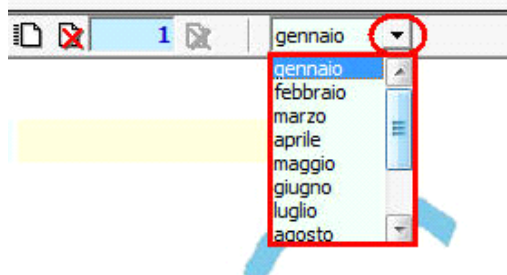 1 gennaio
gennaio
febbraio
marzo
aprile
maggio
giugno
luglio
agosto